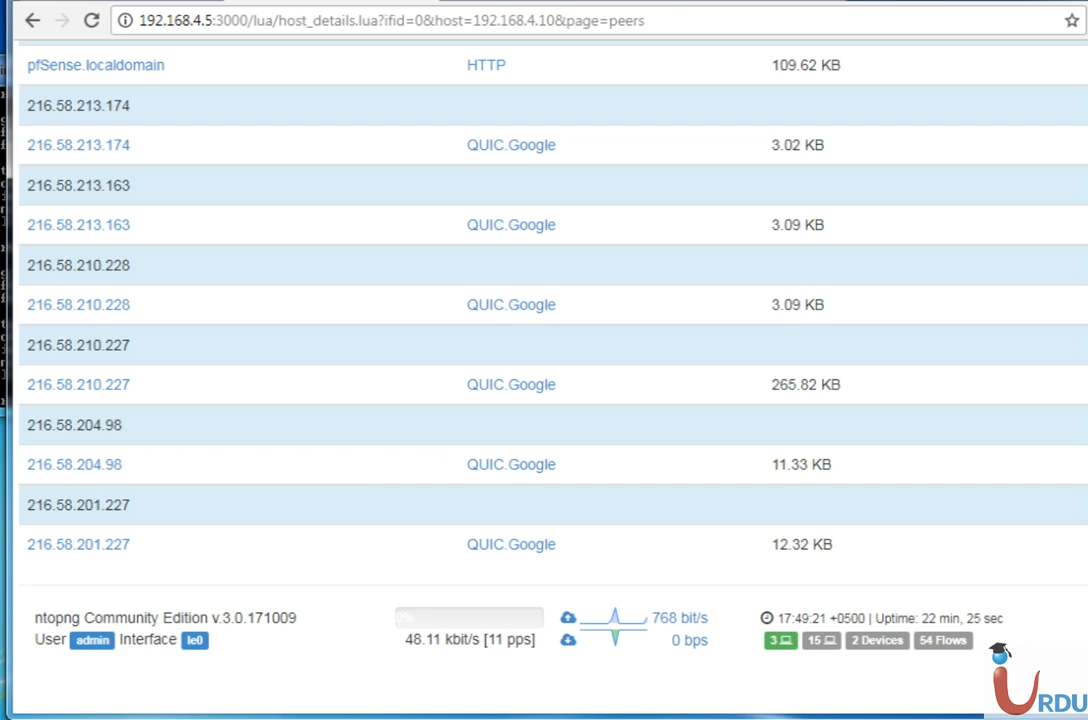 192.168.4.5:3000/lua/host_details.lua?ifid=0&host=192.168.4.10&page=peers
pfSense.localdomain HTTP 109.62 KB
216.58.213.174
216.58.213.174 QUIC.Google 3.02 KB
216.58.213.163
216.58.213.163 QUIC.Google 3.09 KB
216.58.210.228
216.58.210.228 QUIC.Google 3.09 KB
216.58.210.227
216.58.210.227 QUIC.Google 265.82 KB
216.58.204.98
216.58.204.98 QUIC.Google 11.33 KB
216.58.201.227
216.58.201.227 QUIC.Google 12.32 KB
ntopng Community Edition v.3.0.171009 0% 768 bit/s 17:49:21 +0500 | Uptime: 22 min, 25 sec
User admin Interface le0 48.11 kbit/s [11 pps] 0 bps 3 15 2 Devices 54 Flows
URDU